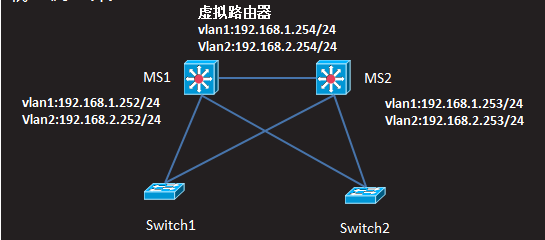 虚拟路由器
vlan1:192.168.1.254/24
Vlan2:192.168.2.254/24
MS1
MS2
vlan1:192.168.1.252/24
Vlan2:192.168.2.252/24
vlan1:192.168.1.253/24
Vlan2:192.168.2.253/24
Switch1
Switch2